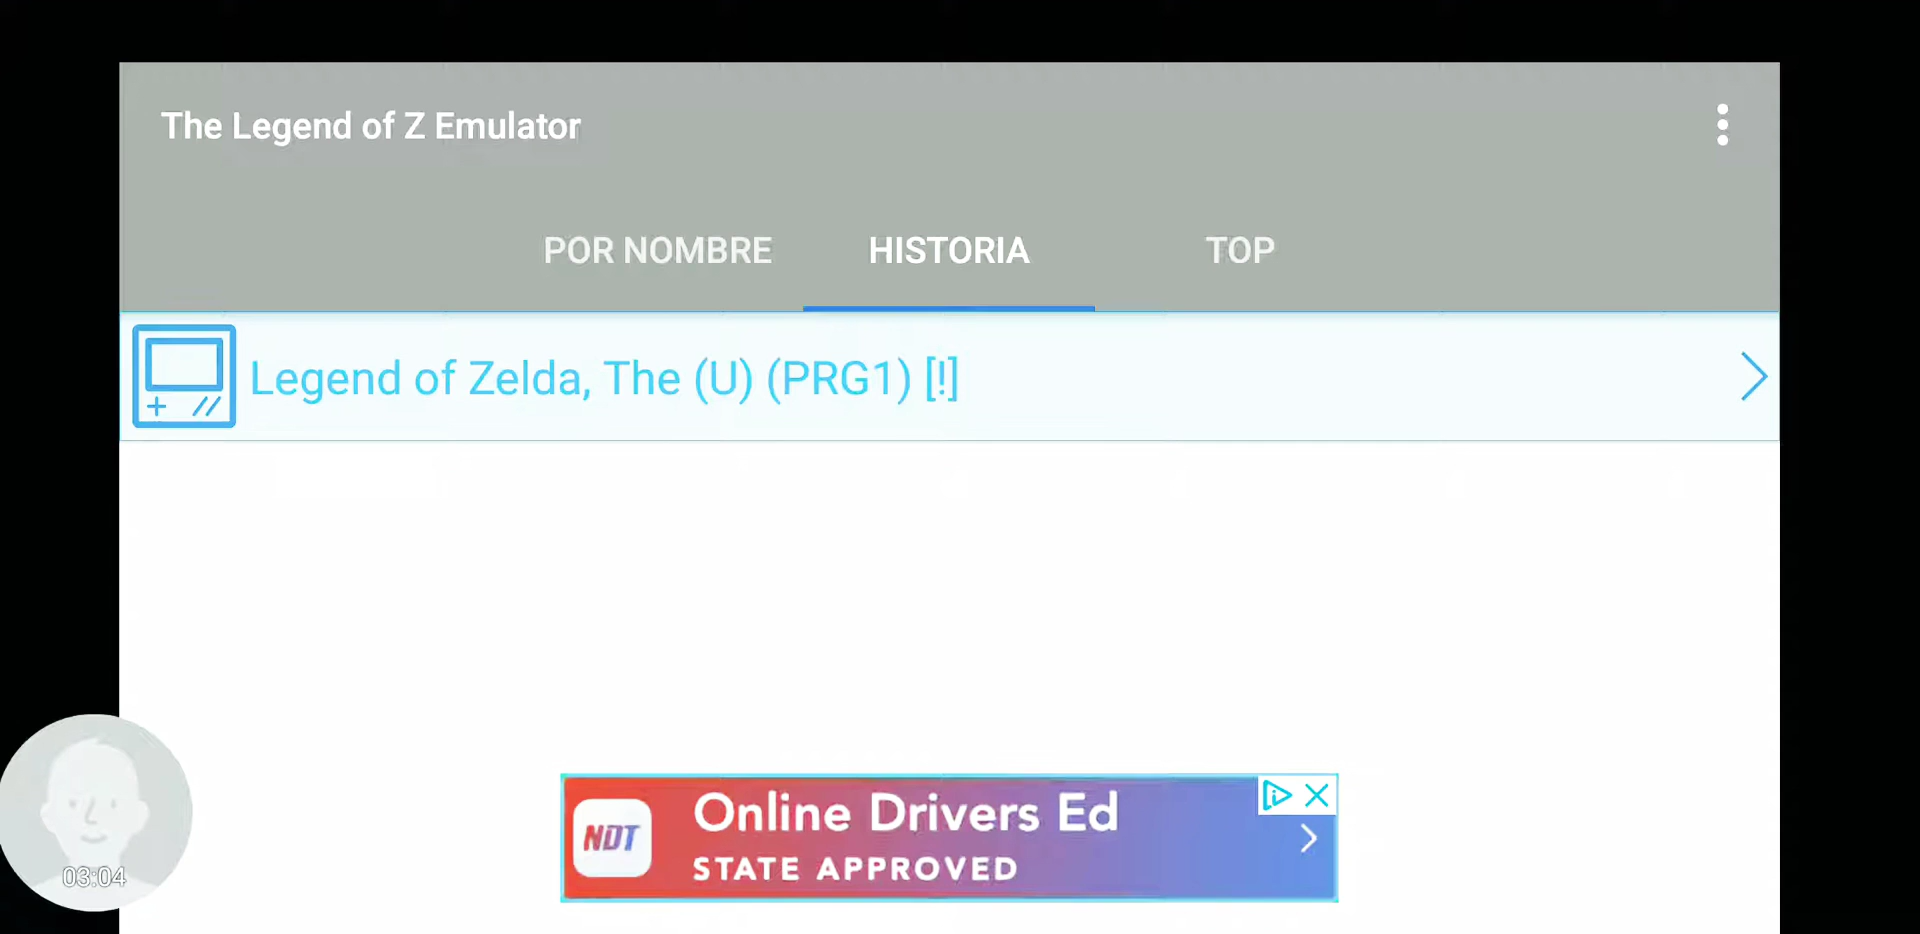 The Legend of Z Emulator
POR NOMBRE HISTORIA TOP
Legend of Zelda, The (U) (PRG1) [!]
NDT
Online Drivers Ed
STATE APPROVED
03:04